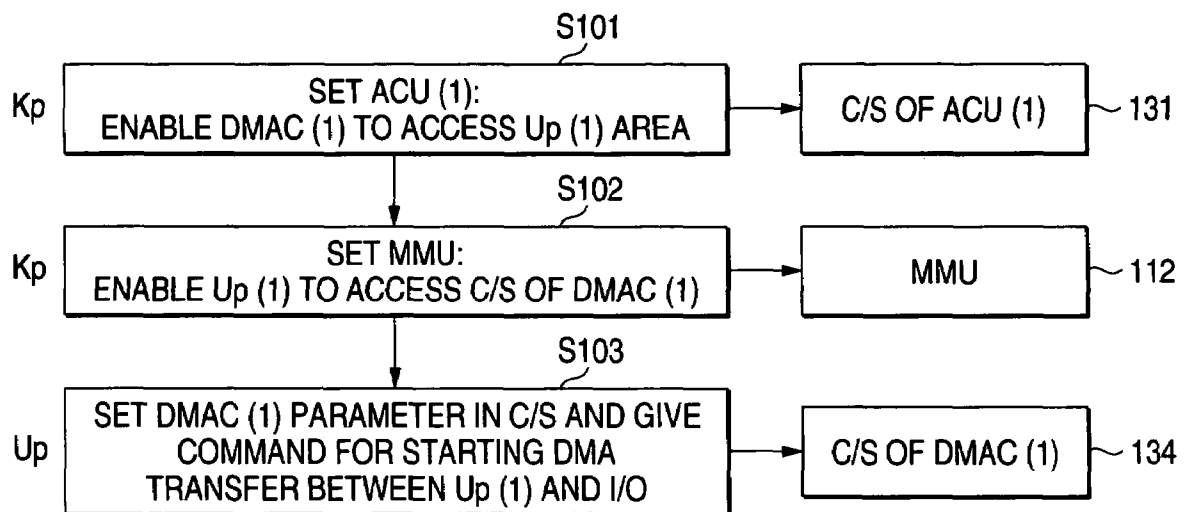 S101
Kp
SET ACU (1):
ENABLE DMAC (1) TO ACCESS Up (1) AREA
C/S OF ACU (1)
131
S102
Kp
SET MMU:
ENABLE Up (1) TO ACCESS C/S OF DMAC (1)
MMU
112
S103
Up
SET DMAC (1) PARAMETER IN C/S AND GIVE
COMMAND FOR STARTING DMA
TRANSFER BETWEEN Up (1) AND I/O
C/S OF DMAC (1)
134